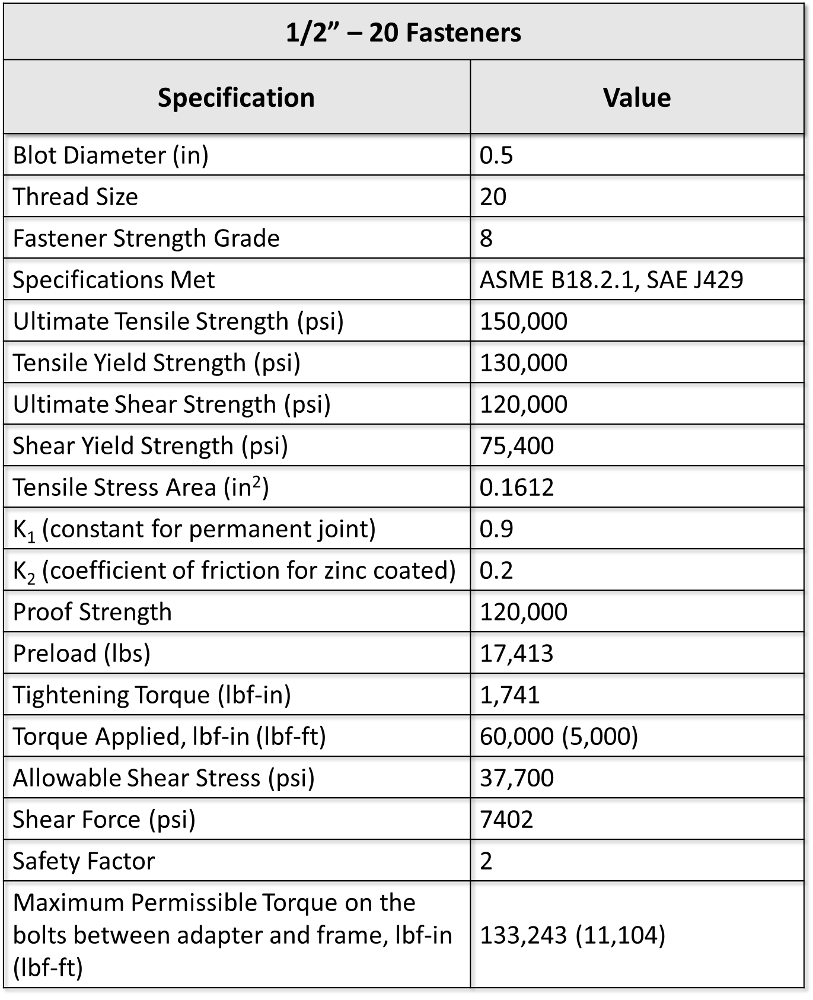 1/2” – 20 Fasteners
Specification Value
Blot Diameter (in) 0.5
Thread Size 20
Fastener Strength Grade 8
Specifications Met ASME B18.2.1, SAE J429
Ultimate Tensile Strength (psi) 150,000
Tensile Yield Strength (psi) 130,000
Ultimate Shear Strength (psi) 120,000
Shear Yield Strength (psi) 75,400
Tensile Stress Area (in²) 0.1612
K₁ (constant for permanent joint) 0.9
K₂ (coefficient of friction for zinc coated) 0.2
Proof Strength 120,000
Preload (lbs) 17,413
Tightening Torque (lbf-in) 1,741
Torque Applied, lbf-in (lbf-ft) 60,000 (5,000)
Allowable Shear Stress (psi) 37,700
Shear Force (psi) 7402
Safety Factor 2
Maximum Permissible Torque on the
bolts between adapter and frame, lbf-in 133,243 (11,104)
(lbf-ft)